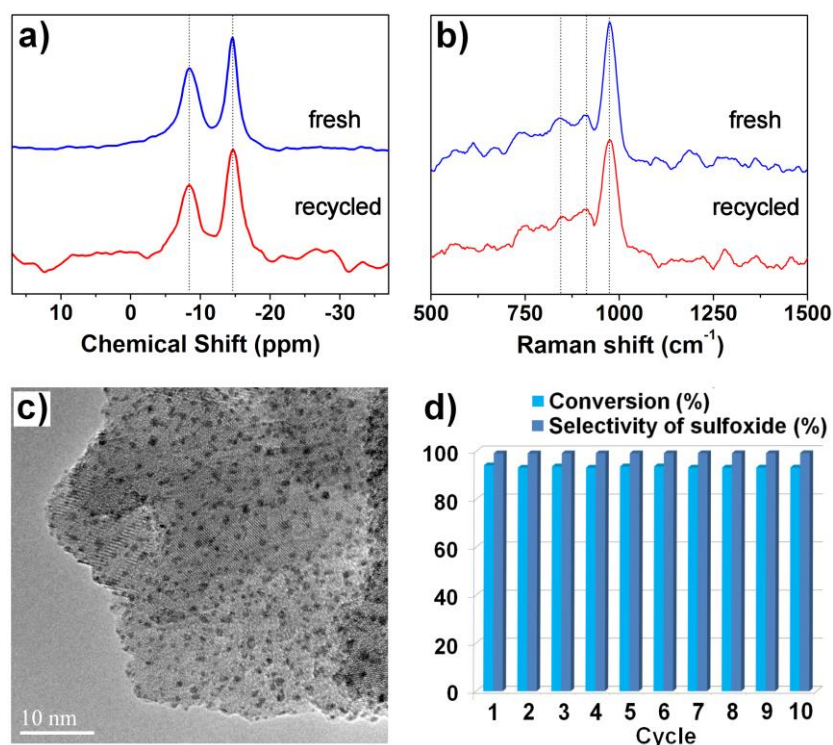 a)
fresh
recycled
10 0 -10 -20 -30
Chemical Shift (ppm)
b)
fresh
recycled
500 750 1000 1250 1500
Raman shift (cm⁻¹)
c)
10 nm
d)
Conversion (%)
Selectivity of sulfoxide (%)
100
80
60
40
20
0
1 2 3 4 5 6 7 8 9 10
Cycle